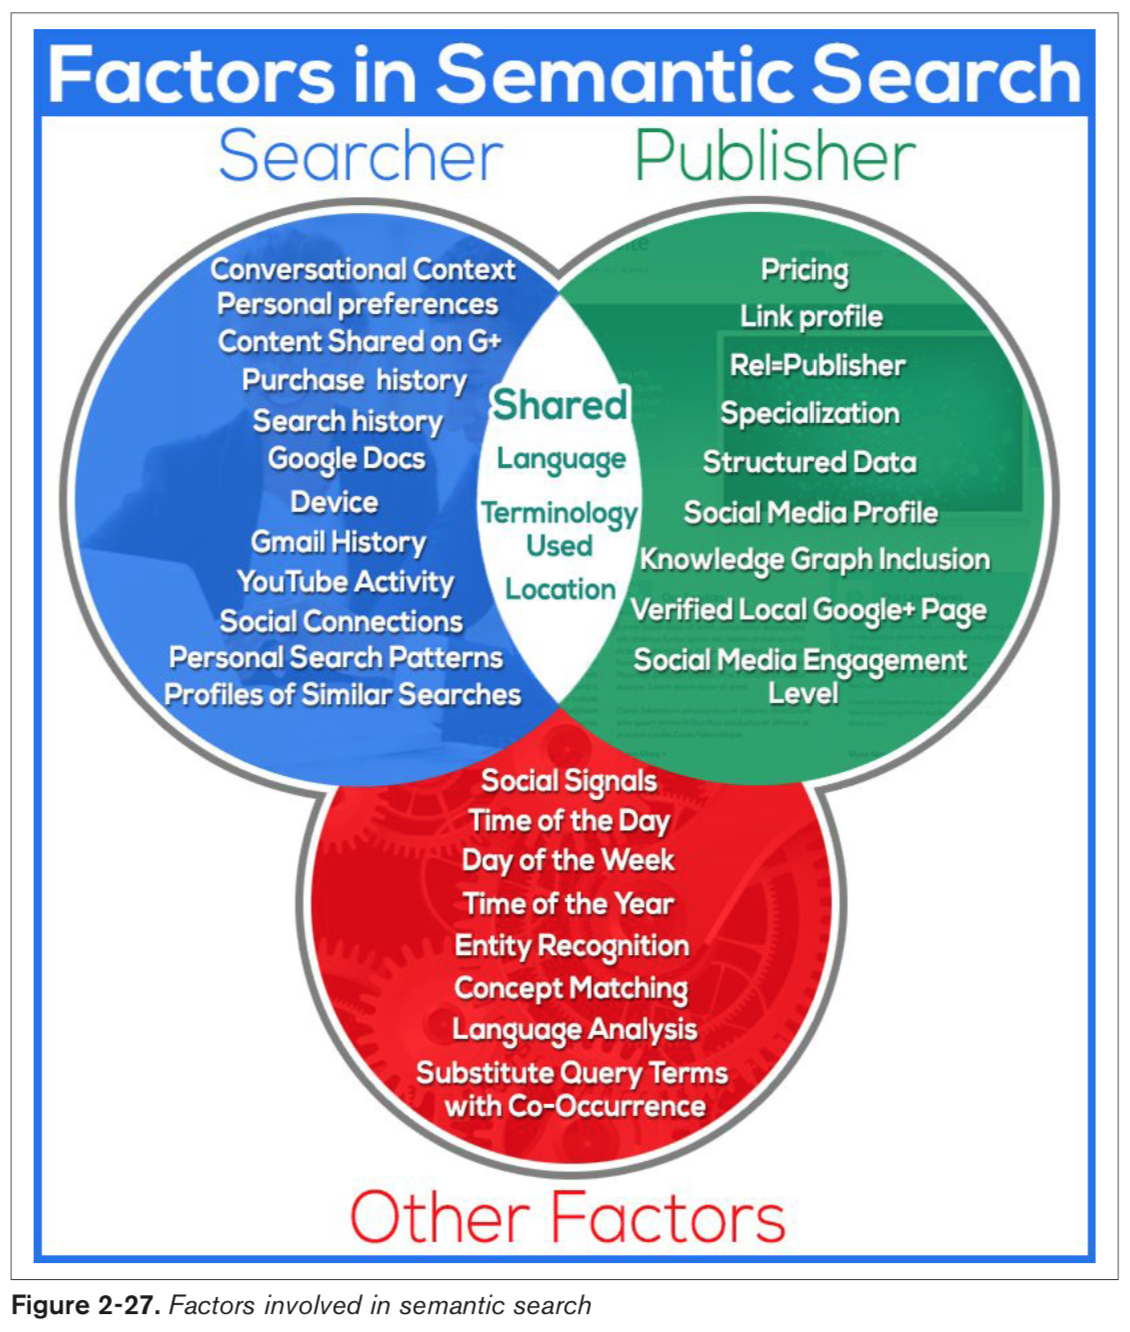 Factors in Semantic Search
Searcher
Publisher
Conversational Context
Personal preferences
Content Shared on G+
Purchase history
Search history
Google Docs
Device
Gmail History
YouTube Activity
Social Connections
Personal Search Patterns
Profiles of Similar Searches
Shared
Language
Terminology
Used
Location
Pricing
Link profile
Rel=Publisher
Specialization
Structured Data
Social Media Profile
Knowledge Graph Inclusion
Verified Local Google+ Page
Social Media Engagement
Level
Social Signals
Time of the Day
Day of the Week
Time of the Year
Entity Recognition
Concept Matching
Language Analysis
Substitute Query Terms
with Co-Occurrence
Other Factors
Figure 2-27. Factors involved in semantic search